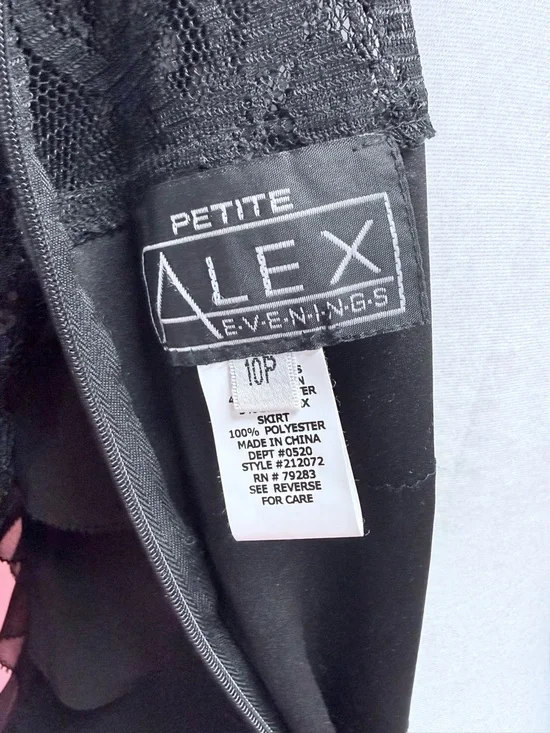 PETITE
ALEX
E·V·E·N·I·N·G·S
10P
SKIRT
100% POLYESTER
MADE IN CHINA
DEPT #0520
STYLE #212072
RN # 79283
SEE REVERSE
FOR CARE